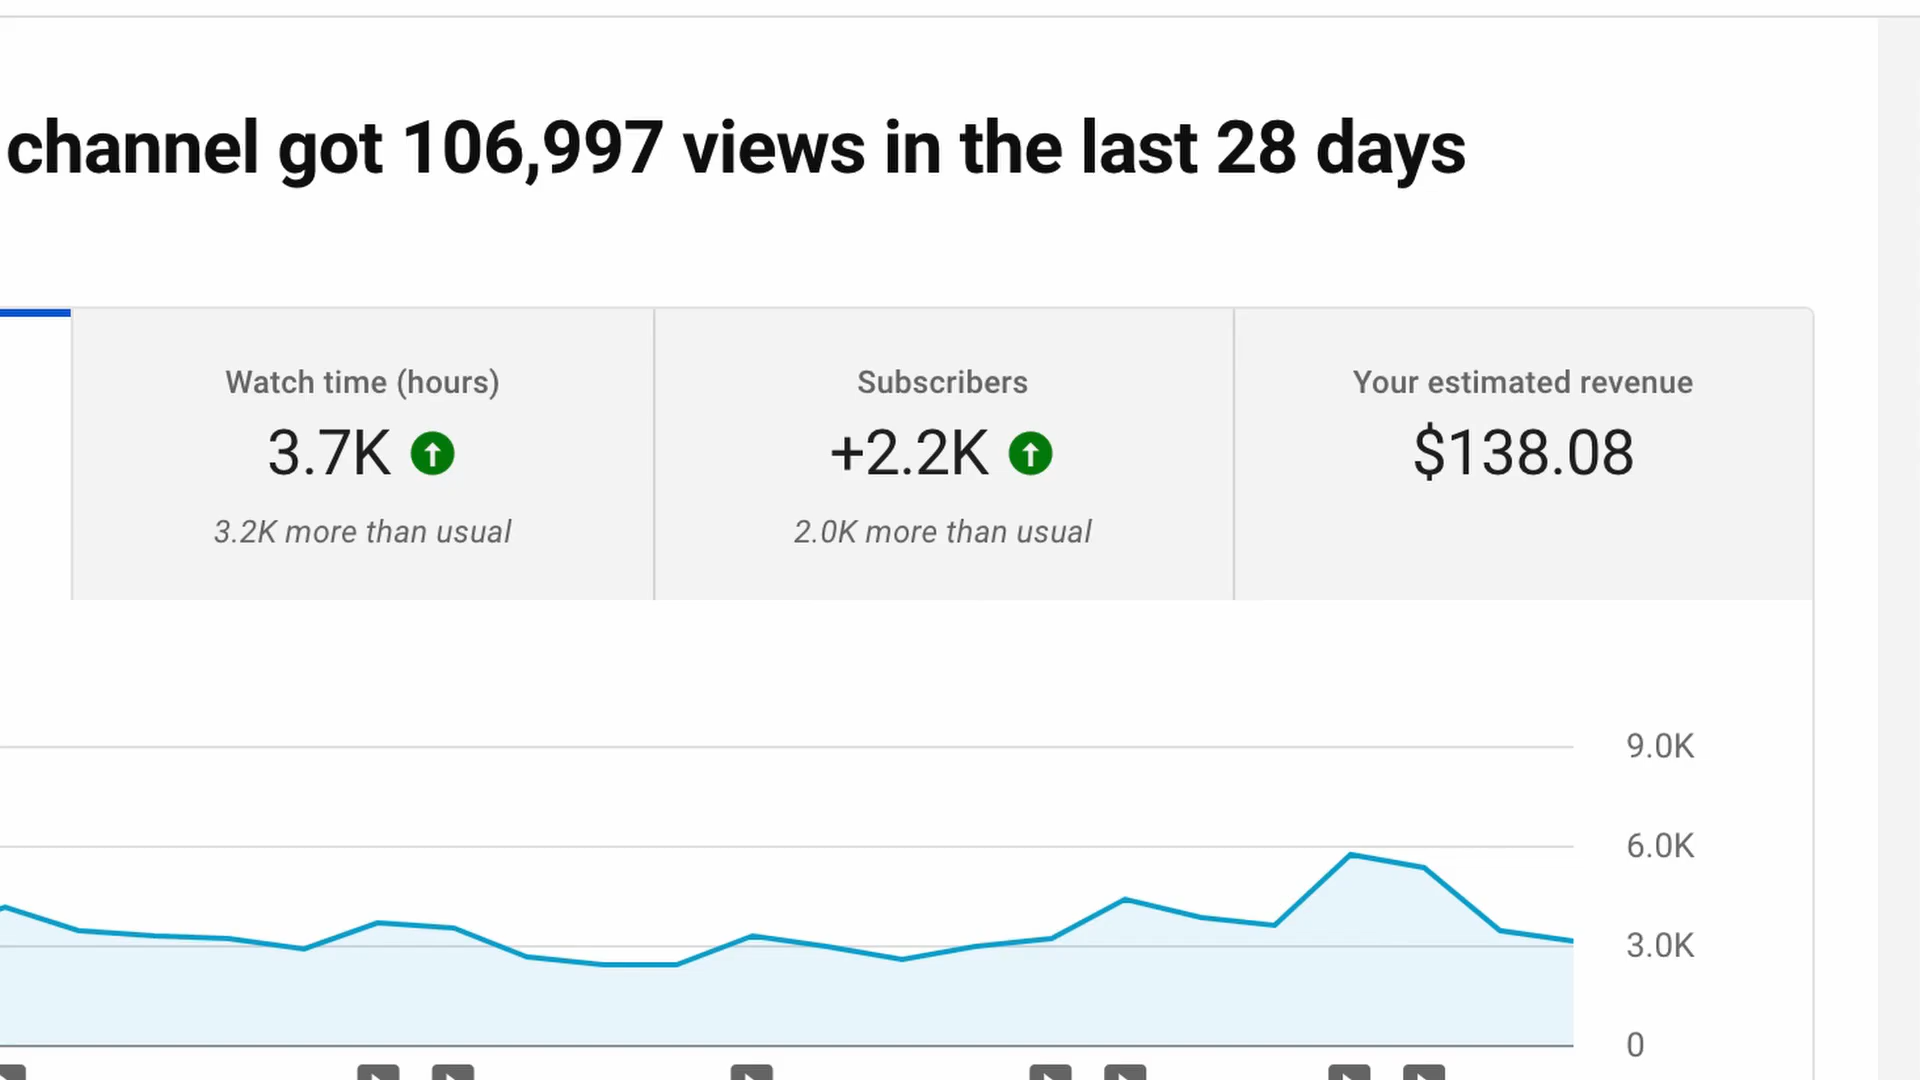 channel got 106,997 views in the last 28 days
Watch time (hours)
3.7K
3.2K more than usual
Subscribers
+2.2K
2.0K more than usual
Your estimated revenue
$138.08
9.0K
6.0K
3.0K
0